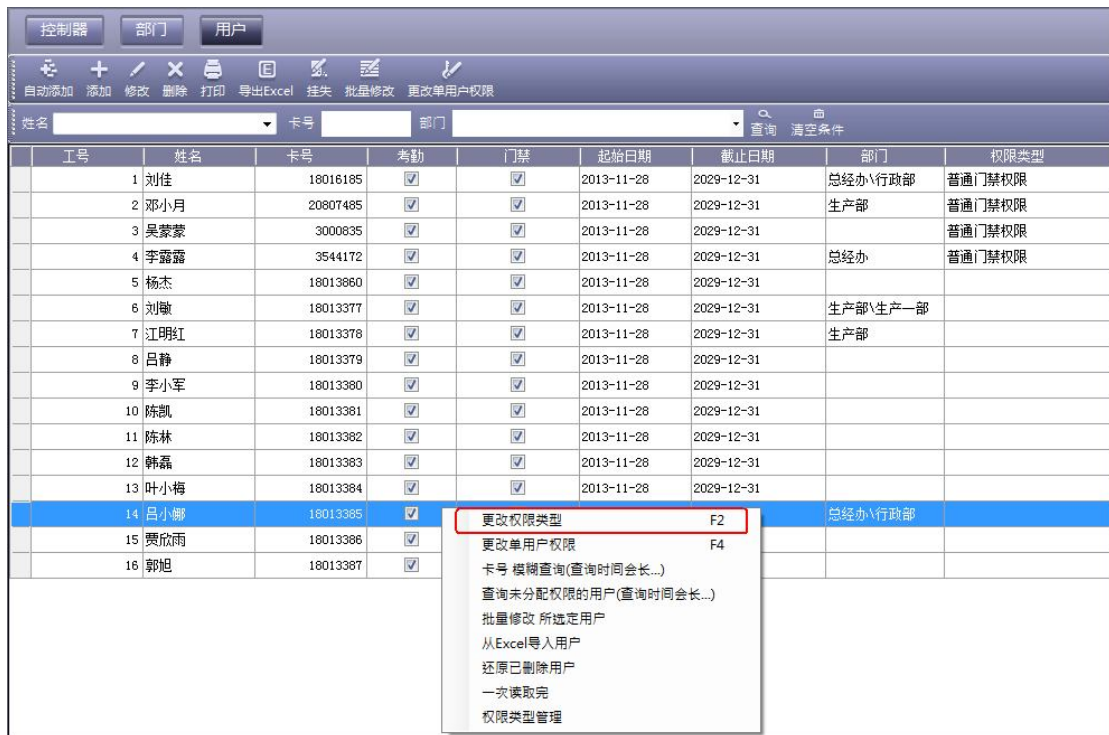 控制器 部门 用户
自动添加 添加 修改 删除 打印 导出Excel 挂失 批量修改 更改单用户权限
姓名 卡号 部门 查询 清空条件
工号 姓名 卡号 考勤 门禁 起始日期 截止日期 部门 权限类型
1 刘佳 18016185 2013-11-28 2029-12-31 总经办\行政部 普通门禁权限
2 邓小月 20807485 2013-11-28 2029-12-31 生产部 普通门禁权限
3 吴蒙蒙 3000835 2013-11-28 2029-12-31 普通门禁权限
4 李露露 3544172 2013-11-28 2029-12-31 总经办 普通门禁权限
5 杨杰 18013860 2013-11-28 2029-12-31
6 刘敏 18013377 2013-11-28 2029-12-31 生产部\生产一部
7 江明红 18013378 2013-11-28 2029-12-31 生产部
8 吕静 18013379 2013-11-28 2029-12-31
9 李小军 18013380 2013-11-28 2029-12-31
10 陈凯 18013381 2013-11-28 2029-12-31
11 陈林 18013382 2013-11-28 2029-12-31
12 韩磊 18013383 2013-11-28 2029-12-31
13 叶小梅 18013384 2013-11-28 2029-12-31
14 吕小娜 18013385 总经办\行政部
15 贾欣雨 18013386
16 郭旭 18013387
更改权限类型 F2
更改单用户权限 F4
卡号 模糊查询(查询时间会长...)
查询未分配权限的用户(查询时间会长...)
批量修改 所选定用户
从Excel导入用户
还原已删除用户
一次读取完
权限类型管理